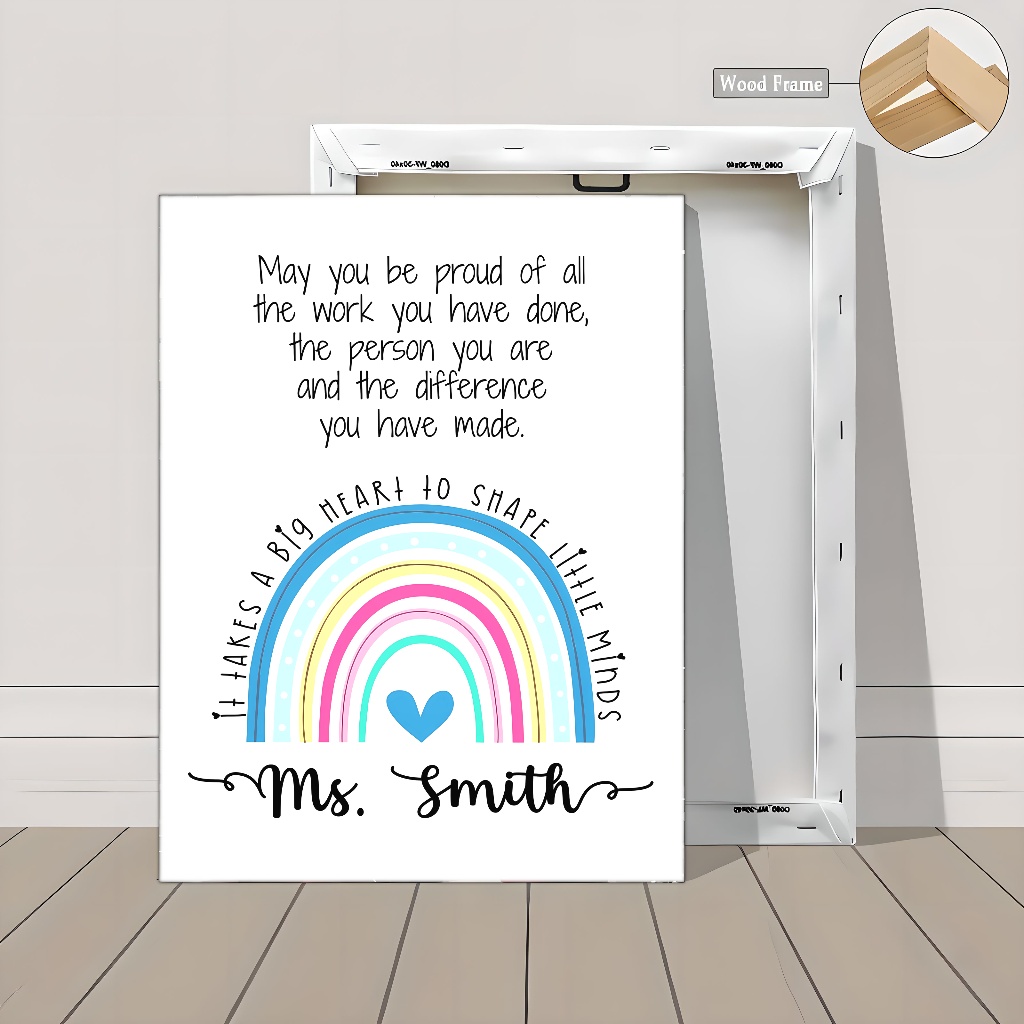 Wood Frame
May you be proud of all
the work you have done,
the person you are
and the difference
you have made.
IT TAKES A BIG HEART TO SHAPE LITTLE MINDS
Ms. Smith